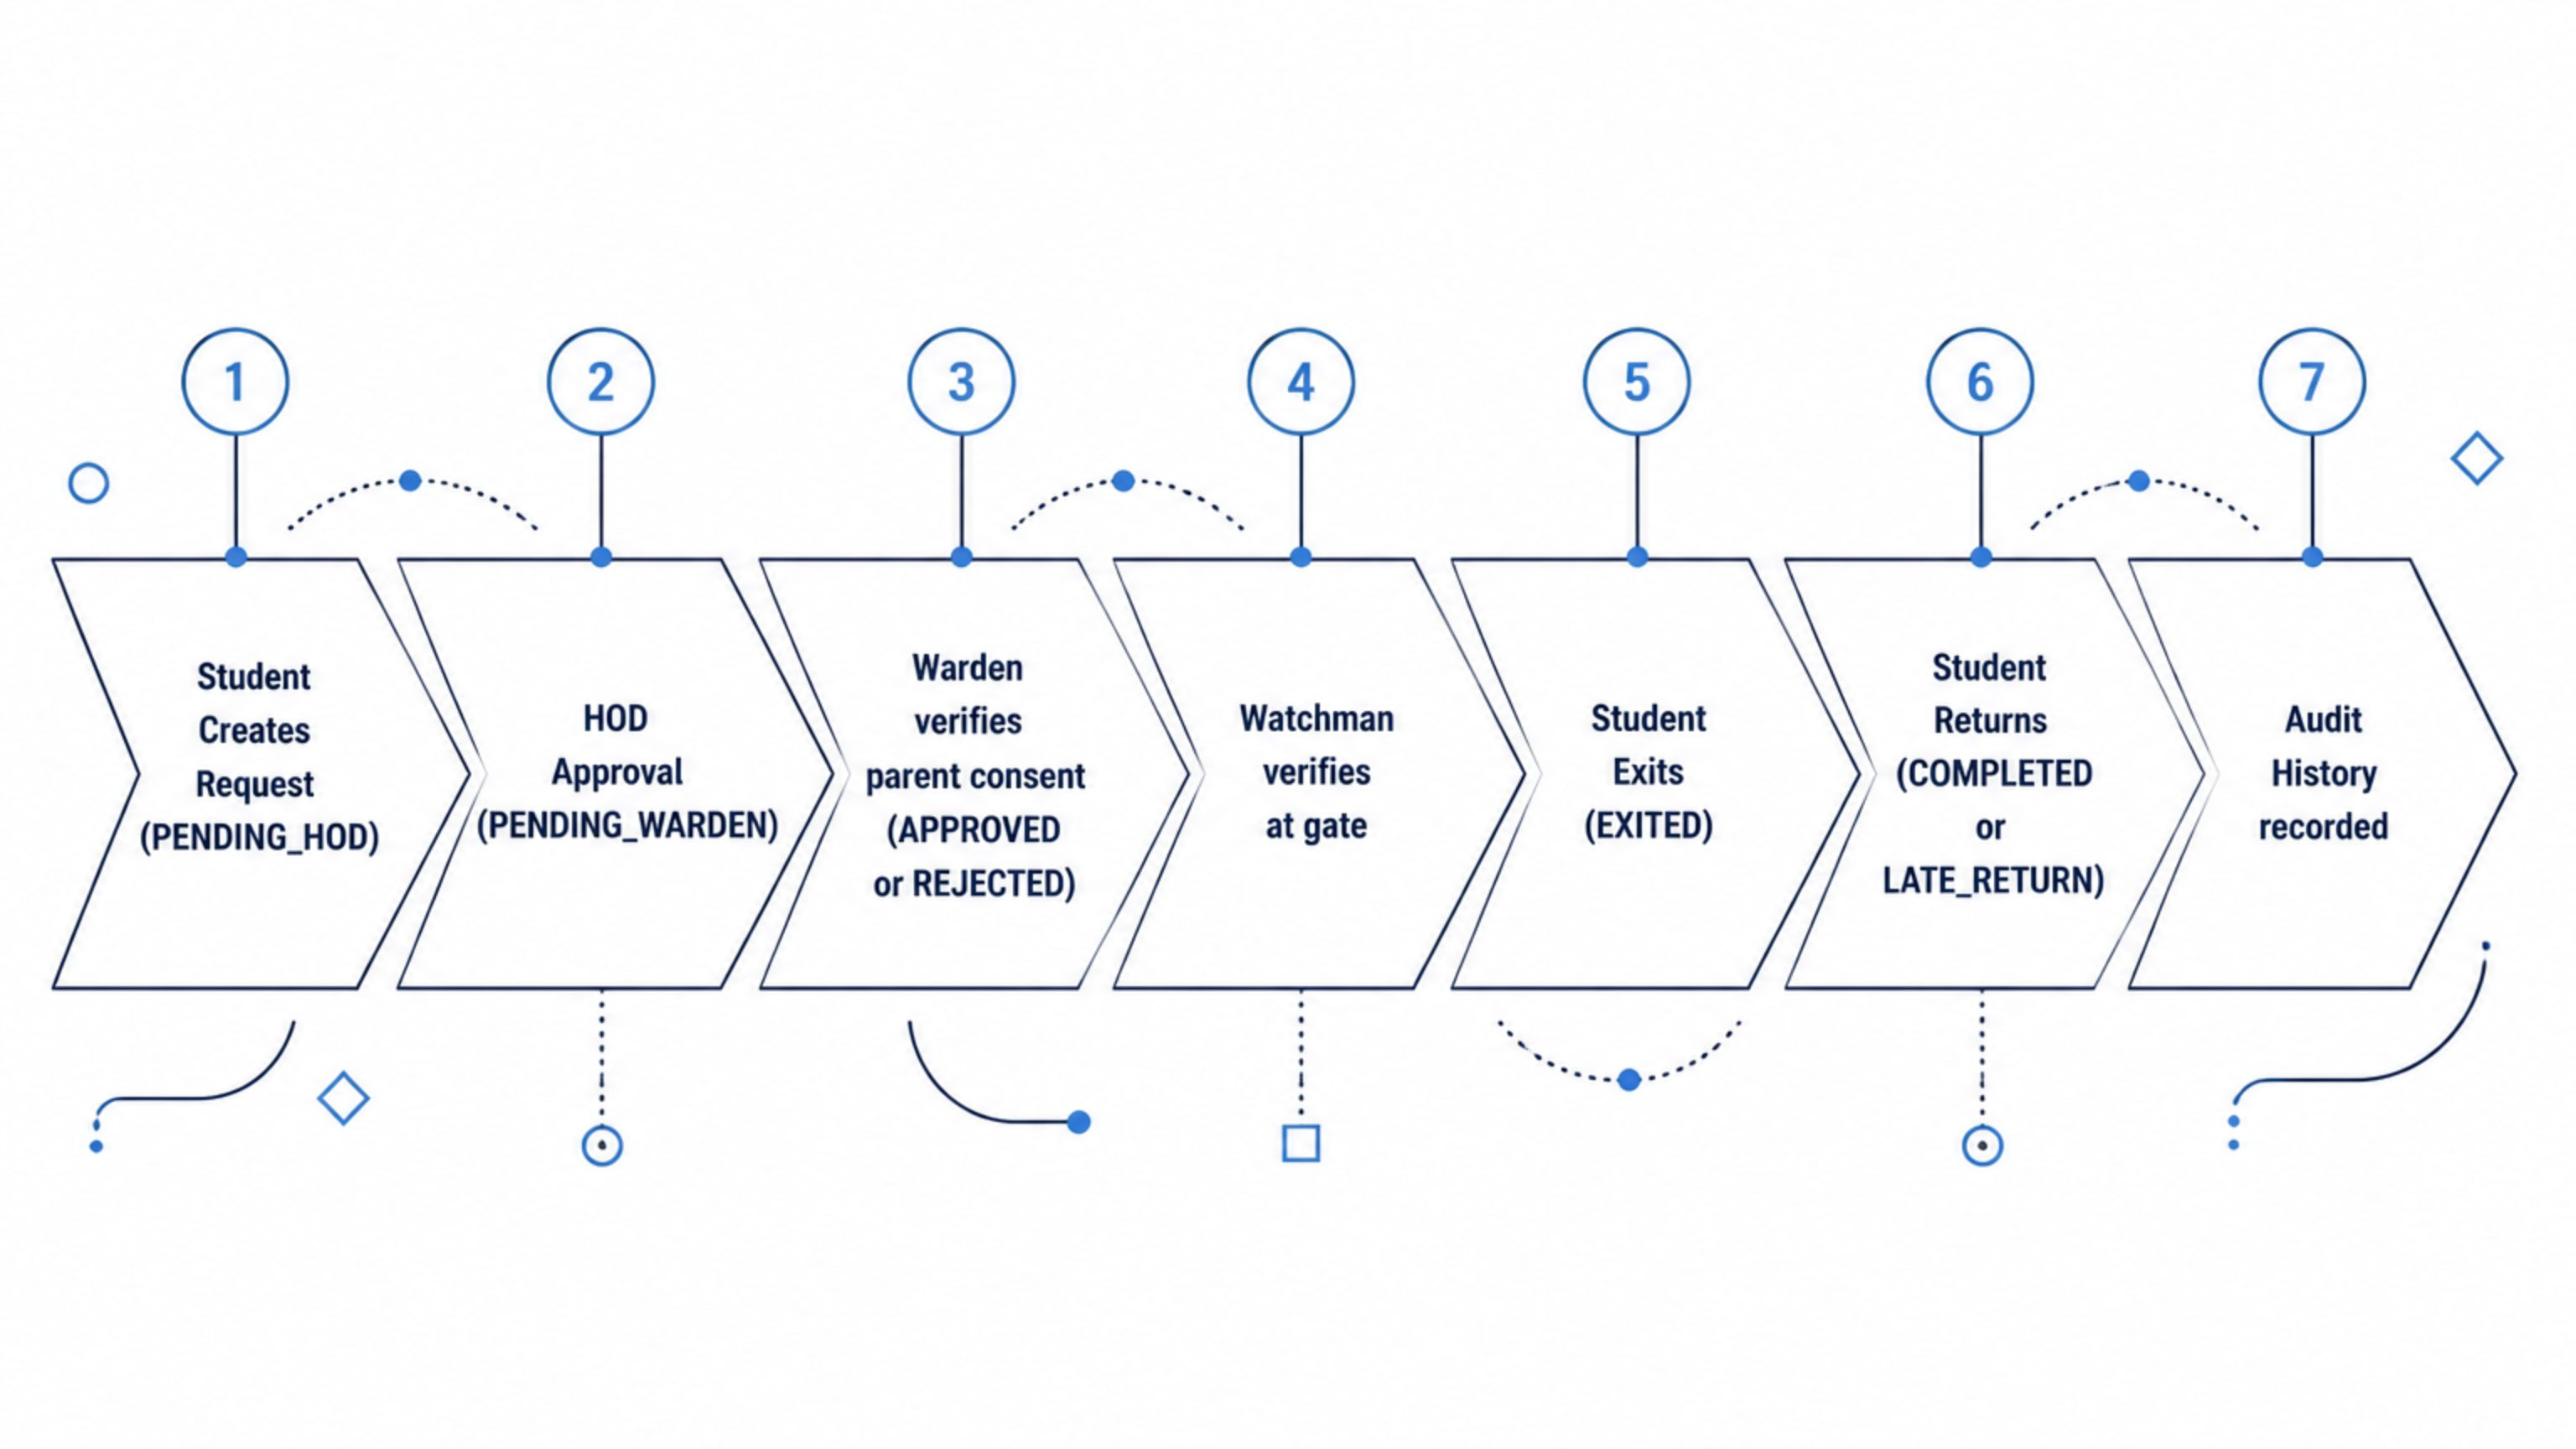 1
Student
Creates
Request
(PENDING_HOD)
2
HOD
Approval
(PENDING_WARDEN)
3
Warden
verifies
parent consent
(APPROVED
or REJECTED)
4
Watchman
verifies
at gate
5
Student
Exits
(EXITED)
6
Student
Returns
(COMPLETED
or
LATE_RETURN)
7
Audit
History
recorded